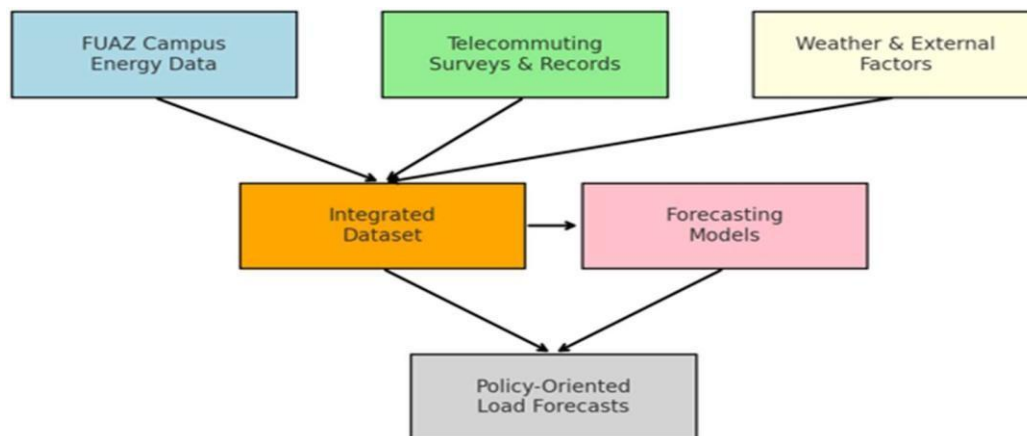 FUAZ Campus
Energy Data
Telecommuting
Surveys & Records
Weather & External
Factors
Integrated
Dataset
Forecasting
Models
Policy-Oriented
Load Forecasts